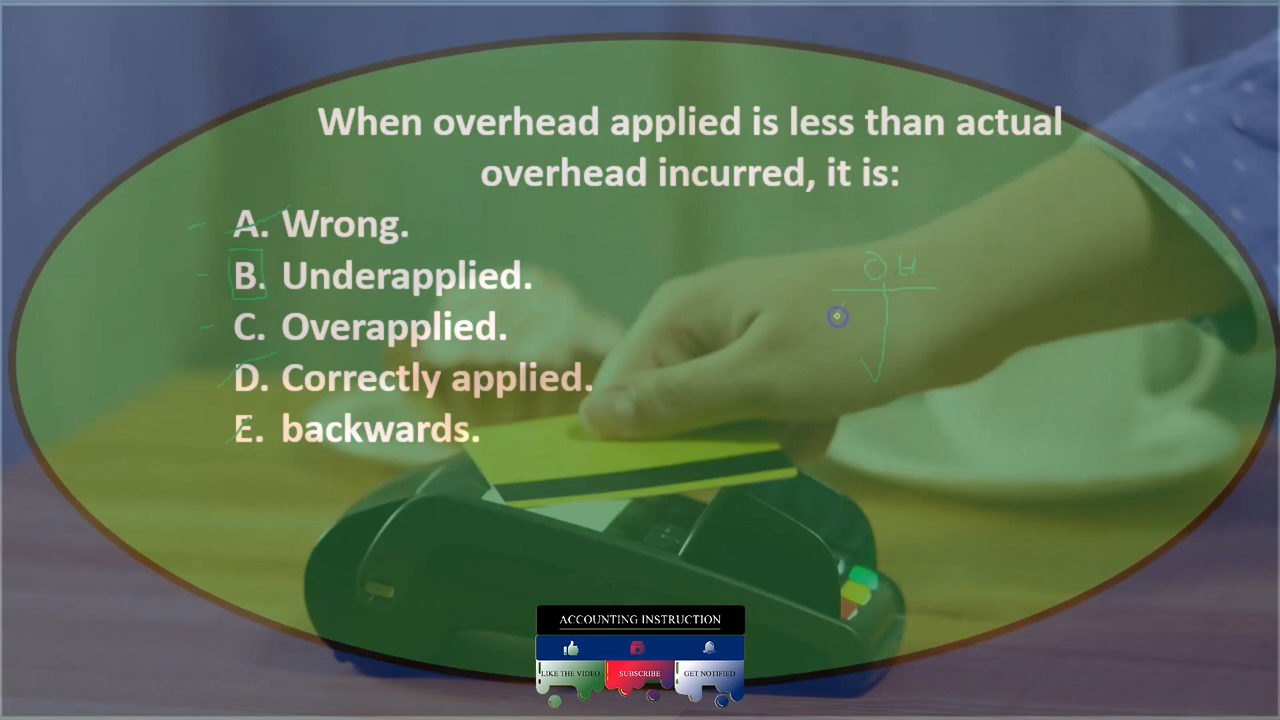 When overhead applied is less than actual
overhead incurred, it is:
A. Wrong.
B. Underapplied.
C. Overapplied.
D. Correctly applied.
E. backwards.
OH
ACCOUNTING INSTRUCTION
LIKE THE VIDEO
SUBSCRIBE
GET NOTIFIED